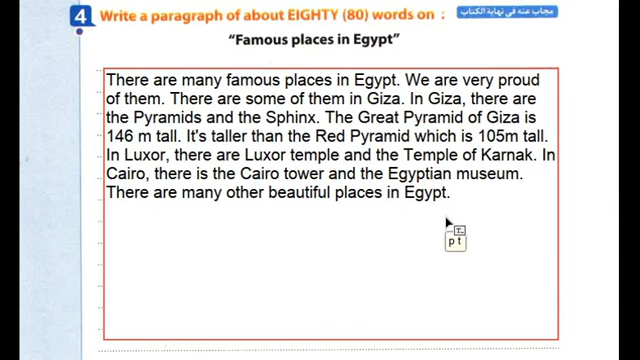 4 Write a paragraph of about EIGHTY (80) words on :
مجاب عنه في نهاية الكتاب
“Famous places in Egypt”
There are many famous places in Egypt. We are very proud
of them. There are some of them in Giza. In Giza, there are
the Pyramids and the Sphinx. The Great Pyramid of Giza is
146 m tall. It's taller than the Red Pyramid which is 105m tall.
In Luxor, there are Luxor temple and the Temple of Karnak. In
Cairo, there is the Cairo tower and the Egyptian museum.
There are many other beautiful places in Egypt.
p t